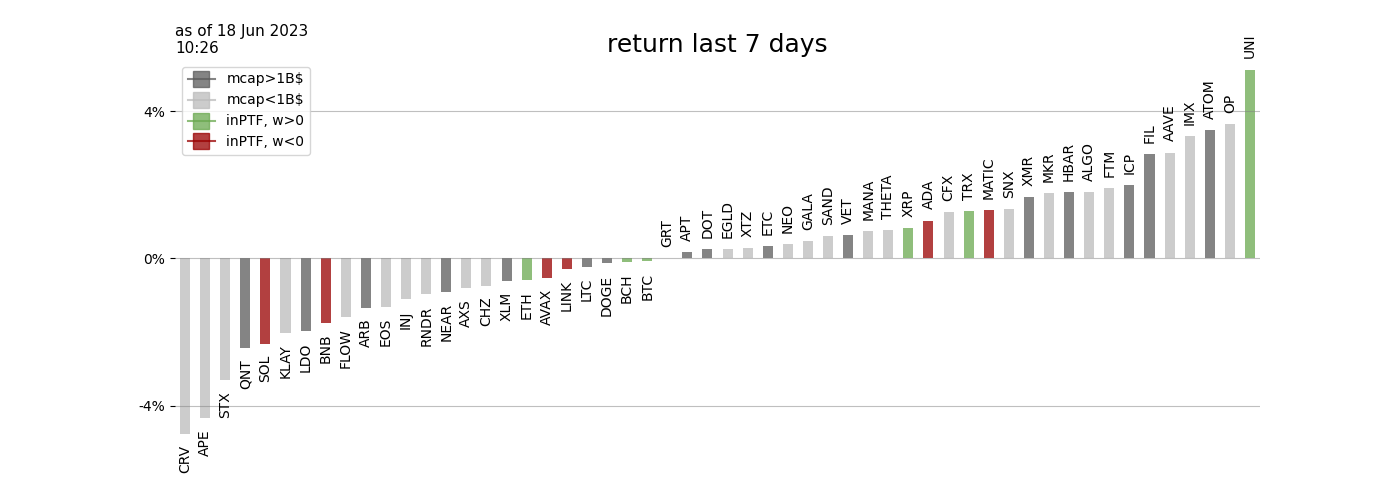 as of 18 Jun 2023
10:26
return last 7 days
mcap>1B$
mcap<1B$
inPTF, w>0
inPTF, w<0
4%
0%
-4%
CRV
APE
STX
QNT
SOL
KLAY
LDO
BNB
FLOW
ARB
EOS
INJ
RNDR
NEAR
AXS
CHZ
XLM
ETH
AVAX
LINK
LTC
DOGE
BCH
BTC
GRT
APT
DOT
EGLD
XTZ
ETC
NEO
GALA
SAND
VET
MANA
THETA
XRP
ADA
CFX
TRX
MATIC
SNX
XMR
MKR
HBAR
ALGO
FTM
ICP
FIL
AAVE
IMX
ATOM
OP
UNI